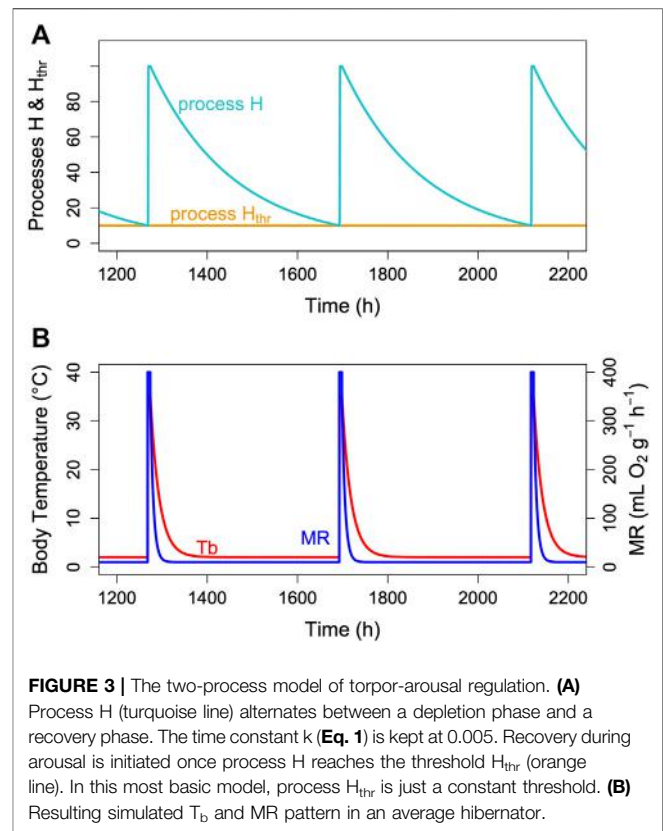 A
Processes H & Hthr
80
60
40
20
0
process H
process Hthr
1200 1400 1600 1800 2000 2200
Time (h)
B
Body Temperature (°C)
40
30
20
10
0
Tb
MR
400
300
200
100
0
MR (mL O2 g−1 h−1)
1200 1400 1600 1800 2000 2200
Time (h)
FIGURE 3 | The two-process model of torpor-arousal regulation. (A)
Process H (turquoise line) alternates between a depletion phase and a
recovery phase. The time constant k (Eq. 1) is kept at 0.005. Recovery during
arousal is initiated once process H reaches the threshold Hthr (orange
line). In this most basic model, process Hthr is just a constant threshold. (B)
Resulting simulated Tb and MR pattern in an average hibernator.